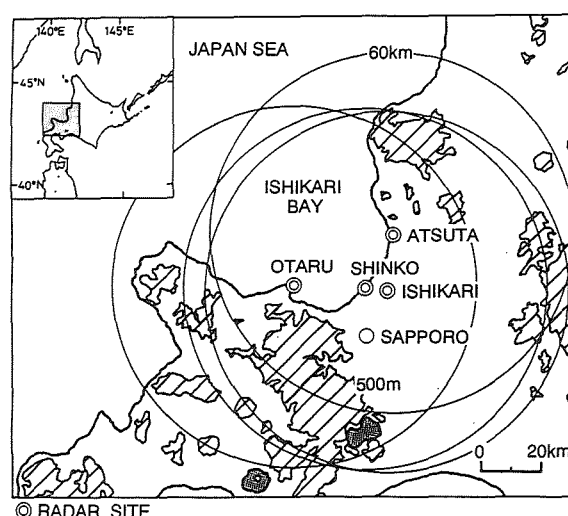 140°E 145°E
45°N
40°N
JAPAN SEA
60km
ISHIKARI
BAY
ATSUTA
OTARU
SHINKO
ISHIKARI
SAPPORO
500m
0 20km
◎ RADAR SITE